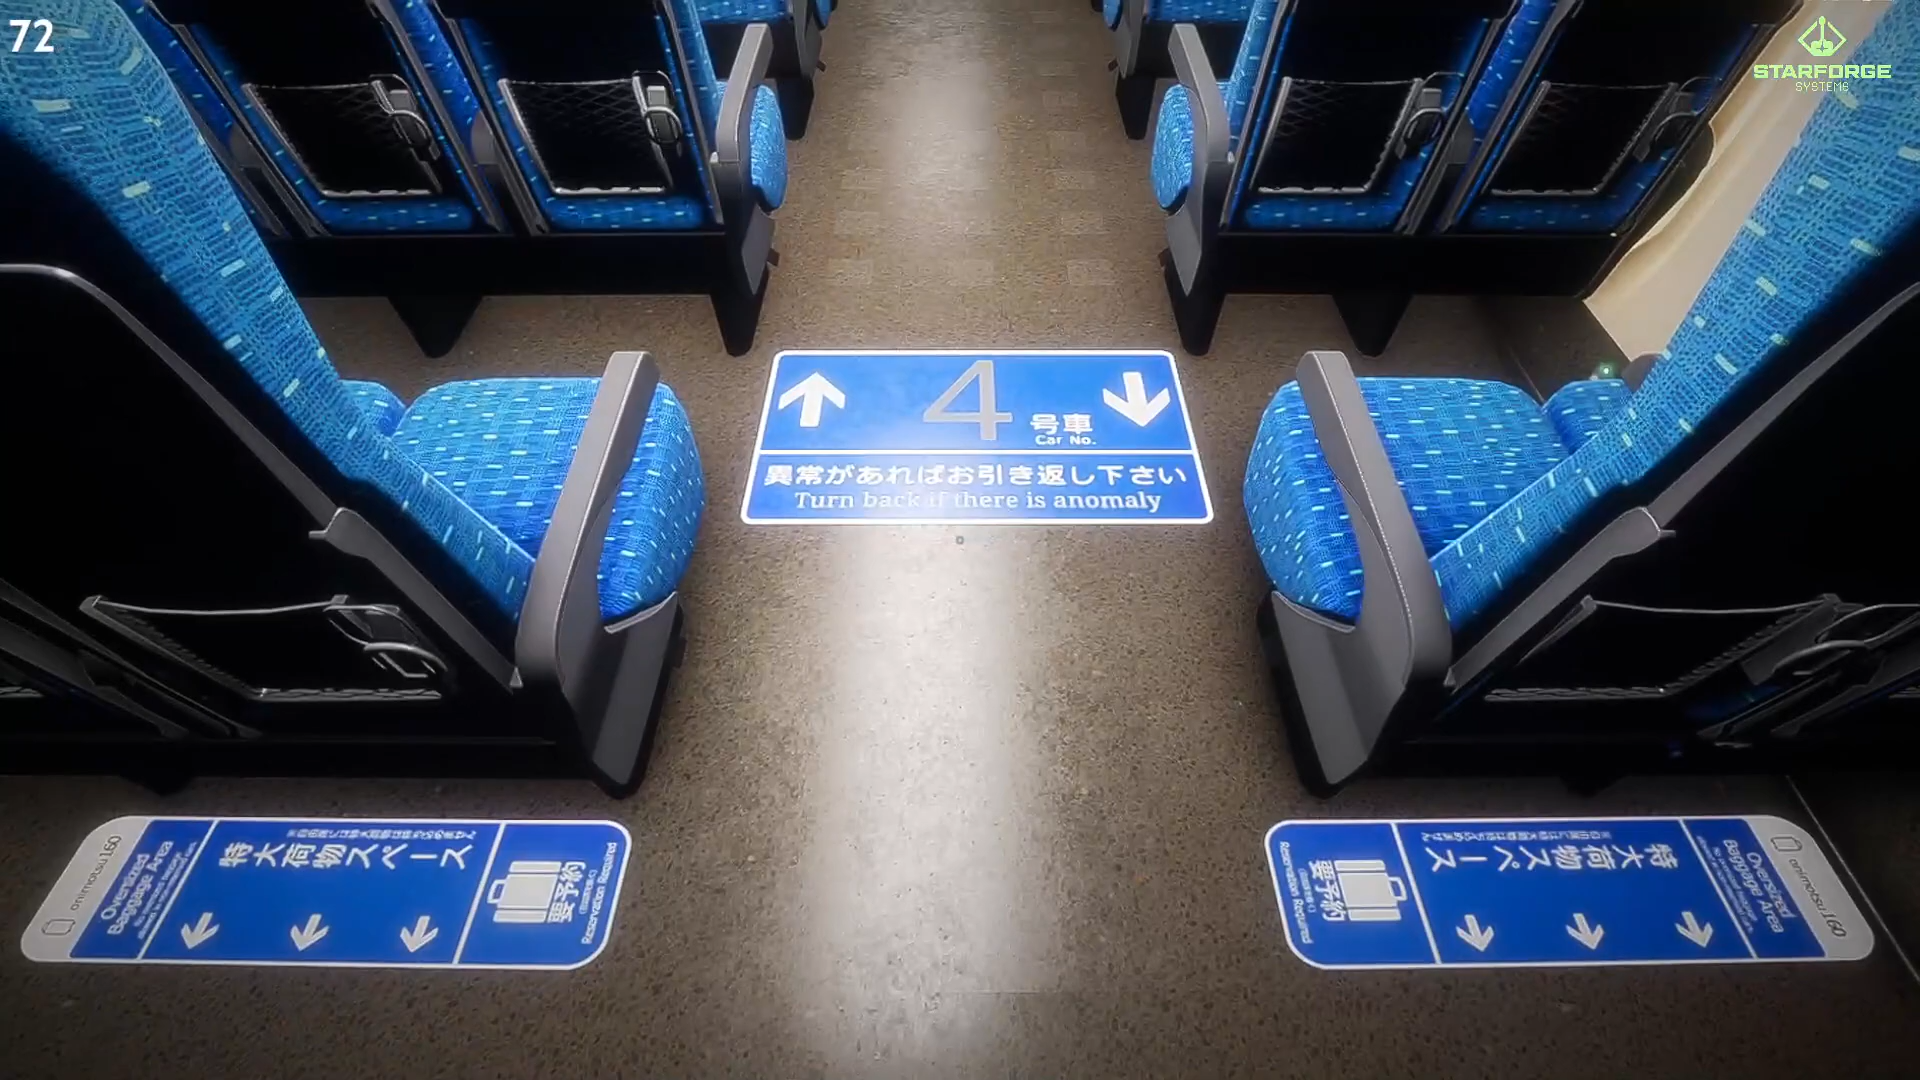 72
STARFORGE
SYSTEMS
4
号車
Car No.
異常があればお引き返し下さい
Turn back if there is anomaly
onimotsu160
Oversized
Baggage Area
特大荷物スペース
要予約
Reservation Required
Reservation Required
要予約
特大荷物スペース
Oversized
Baggage Area
onimotsu160